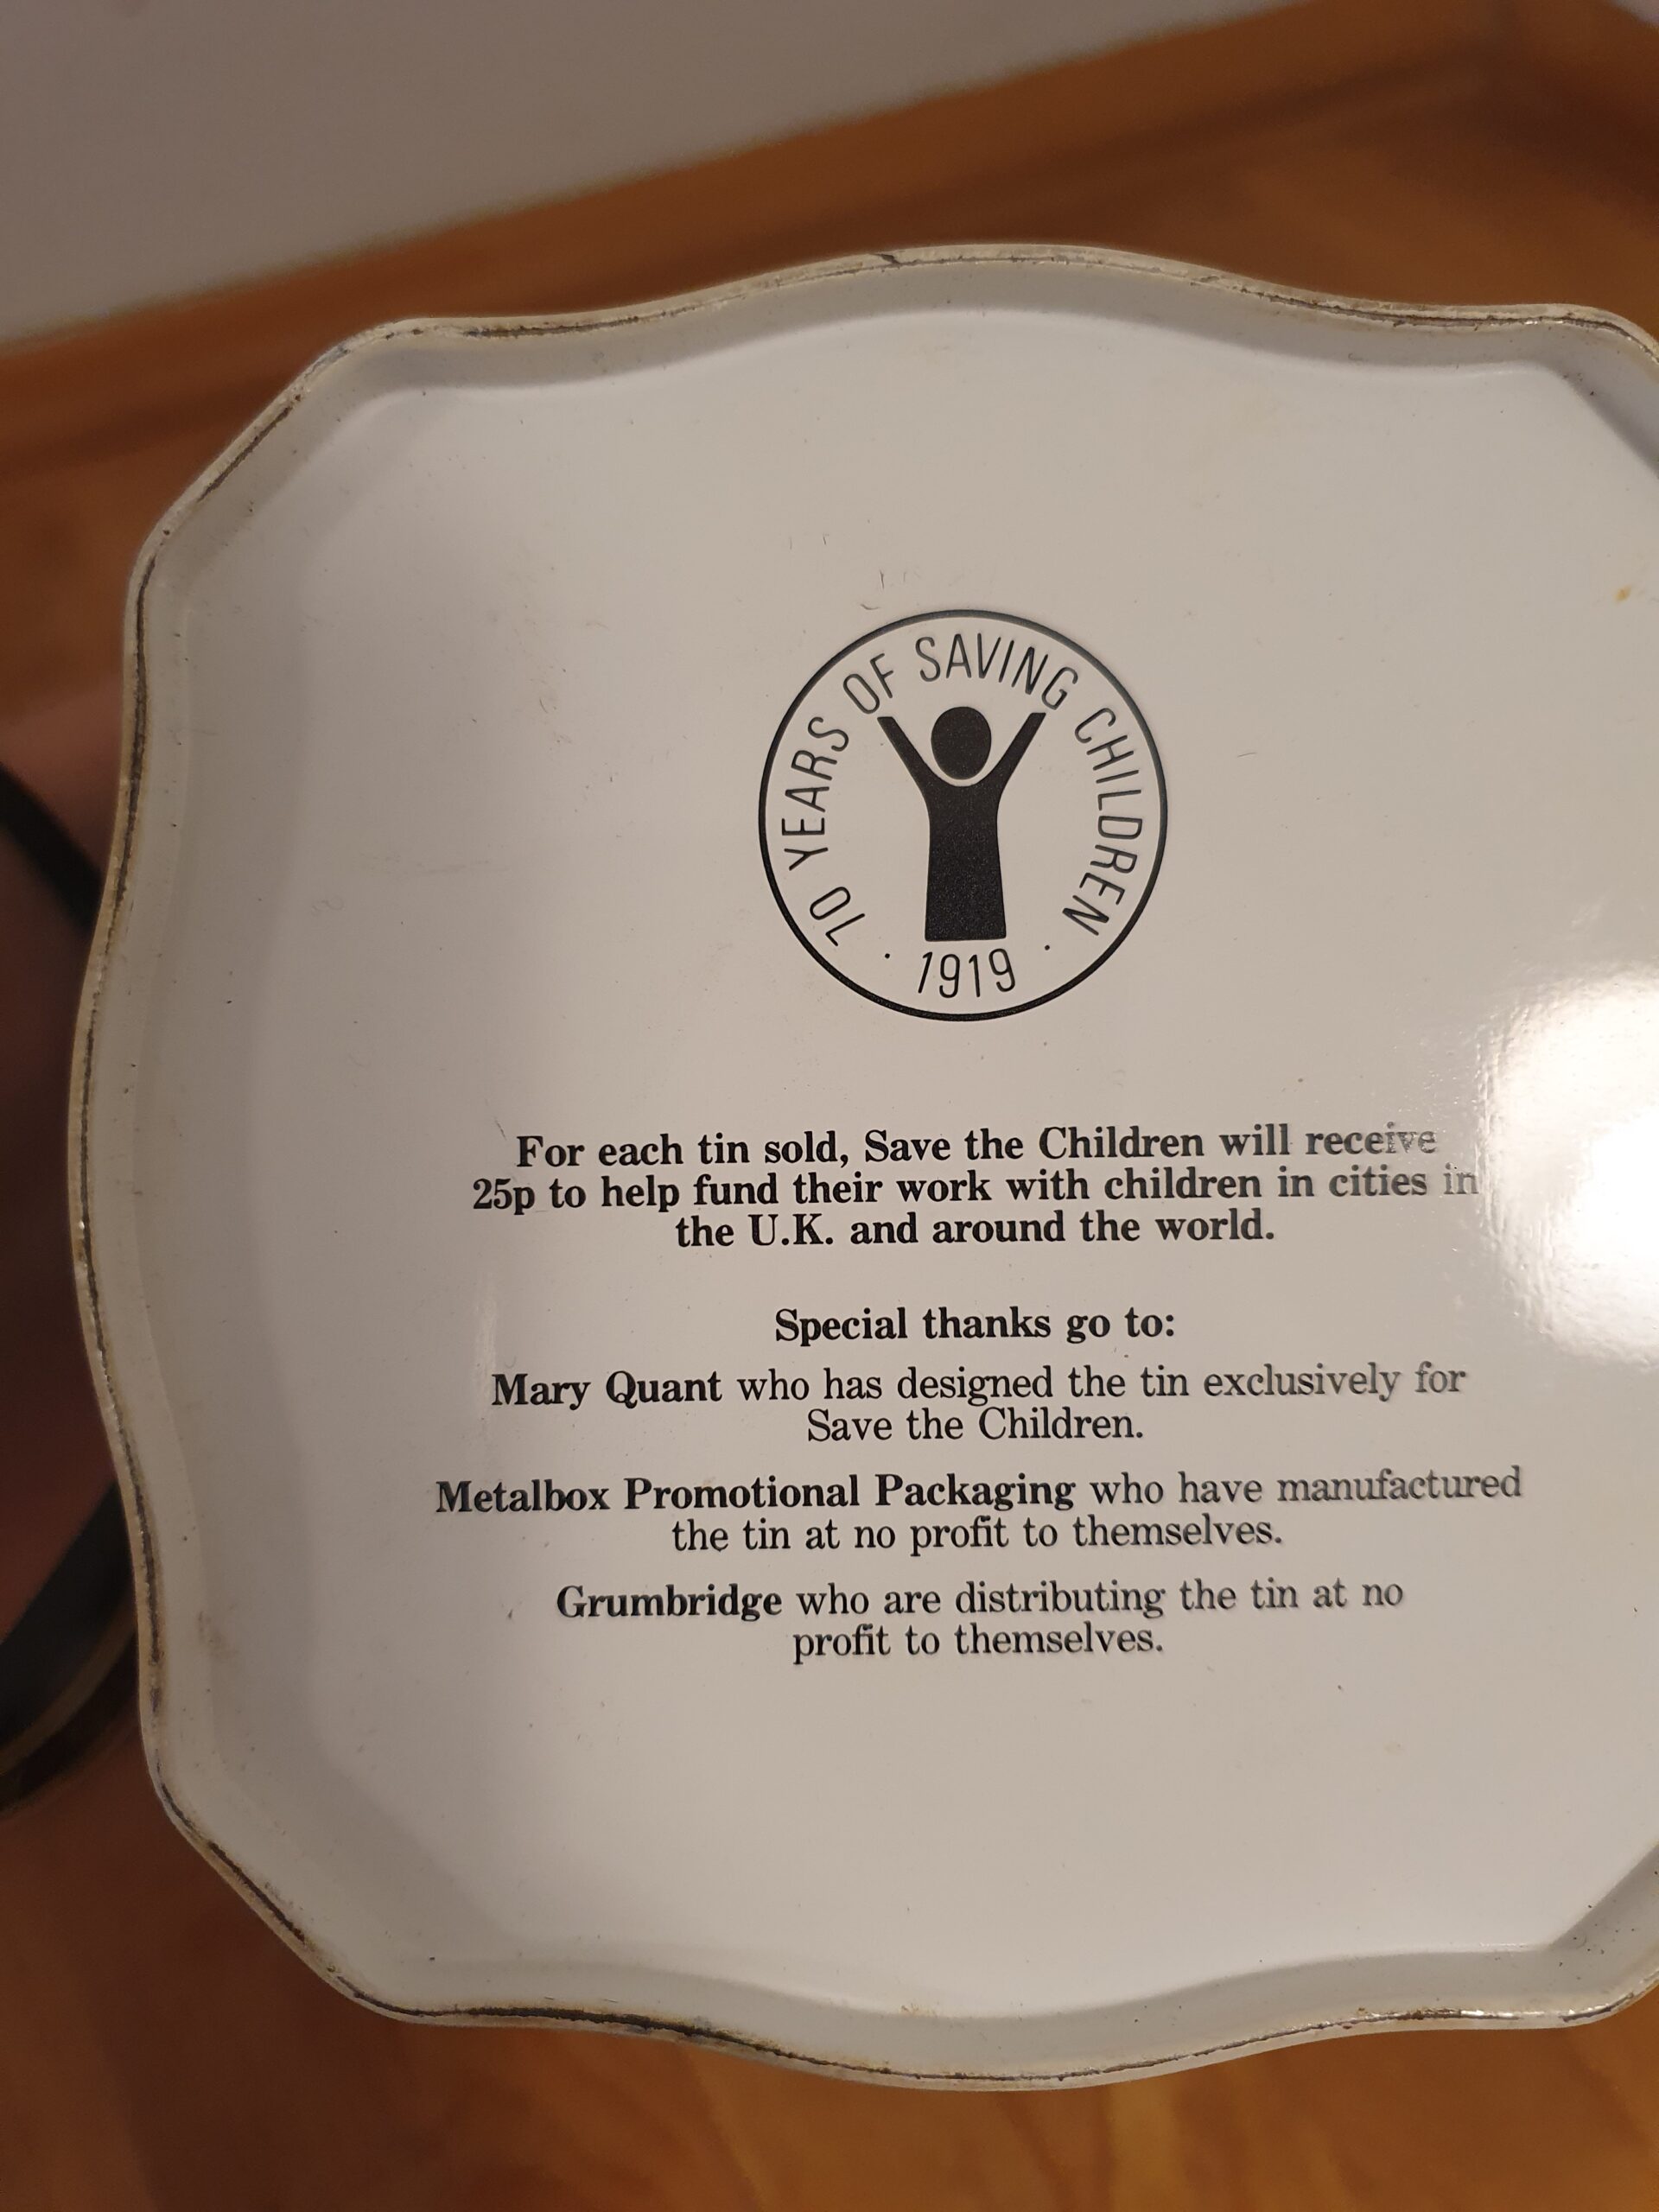 70 YEARS OF SAVING CHILDREN
· 1919 ·
For each tin sold, Save the Children will receive
25p to help fund their work with children in cities in
the U.K. and around the world.
Special thanks go to:
Mary Quant who has designed the tin exclusively for
Save the Children.
Metalbox Promotional Packaging who have manufactured
the tin at no profit to themselves.
Grumbridge who are distributing the tin at no
profit to themselves.